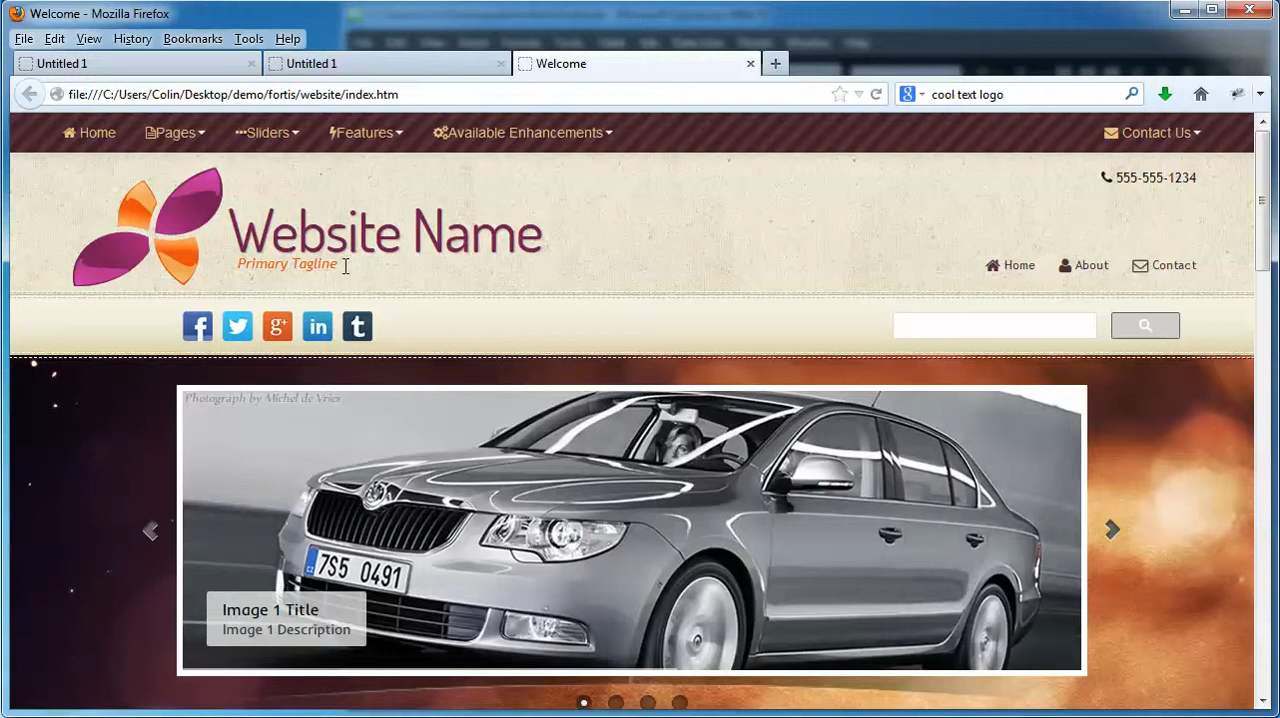 Welcome - Mozilla Firefox
File Edit View History Bookmarks Tools Help
Untitled 1 Untitled 1 Welcome
file:///C:/Users/Colin/Desktop/demo/fortis/website/index.htm cool text logo
Home Pages Sliders Features Available Enhancements Contact Us
555-555-1234
Website Name
Primary Tagline
Home About Contact
Photograph by Michel de Vries
7S5 0491
Image 1 Title
Image 1 Description